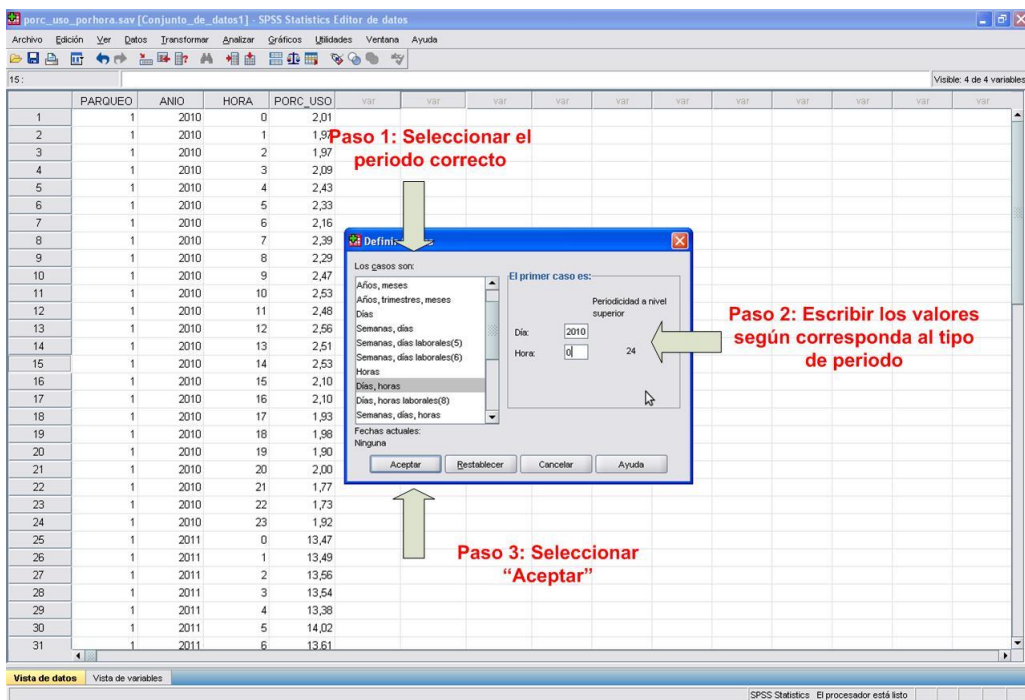 porc_uso_porhora.sav [Conjunto_de_datos1] - SPSS Statistics Editor de datos
Archivo Edición Ver Datos Transformar Analizar Gráficos Utilidades Ventana Ayuda
15 :
Visible: 4 de 4 variables
PARQUEO ANIO HORA PORC_USO var var var var var var var var var var
1 1 2010 0 2,01
2 1 2010 1 1,97
3 1 2010 2 1,97
4 1 2010 3 2,09
5 1 2010 4 2,43
6 1 2010 5 2,33
7 1 2010 6 2,16
8 1 2010 7 2,39
9 1 2010 8 2,29
10 1 2010 9 2,47
11 1 2010 10 2,53
12 1 2010 11 2,48
13 1 2010 12 2,56
14 1 2010 13 2,51
15 1 2010 14 2,53
16 1 2010 15 2,10
17 1 2010 16 2,10
18 1 2010 17 1,93
19 1 2010 18 1,98
20 1 2010 19 1,90
21 1 2010 20 2,00
22 1 2010 21 1,77
23 1 2010 22 1,73
24 1 2010 23 1,92
25 1 2011 0 13,47
26 1 2011 1 13,49
27 1 2011 2 13,56
28 1 2011 3 13,54
29 1 2011 4 13,38
30 1 2011 5 14,02
31 1 2011 6 13,61
Paso 1: Seleccionar el
periodo correcto
Los casos son:
Años, meses
Años, trimestres, meses
Días
Semanas, días
Semanas, días laborales(5)
Semanas, días laborales(6)
Horas
Días, horas
Días, horas laborales(8)
Semanas, días, horas
Fechas actuales:
Ninguna
El primer caso es:
Periodicidad a nivel
superior
Día: 2010
Hora: 0 24
Aceptar Restablecer Cancelar Ayuda
Paso 2: Escribir los valores
según corresponda al tipo
de periodo
Paso 3: Seleccionar
“Aceptar”
Vista de datos Vista de variables
SPSS Statistics El procesador está listo